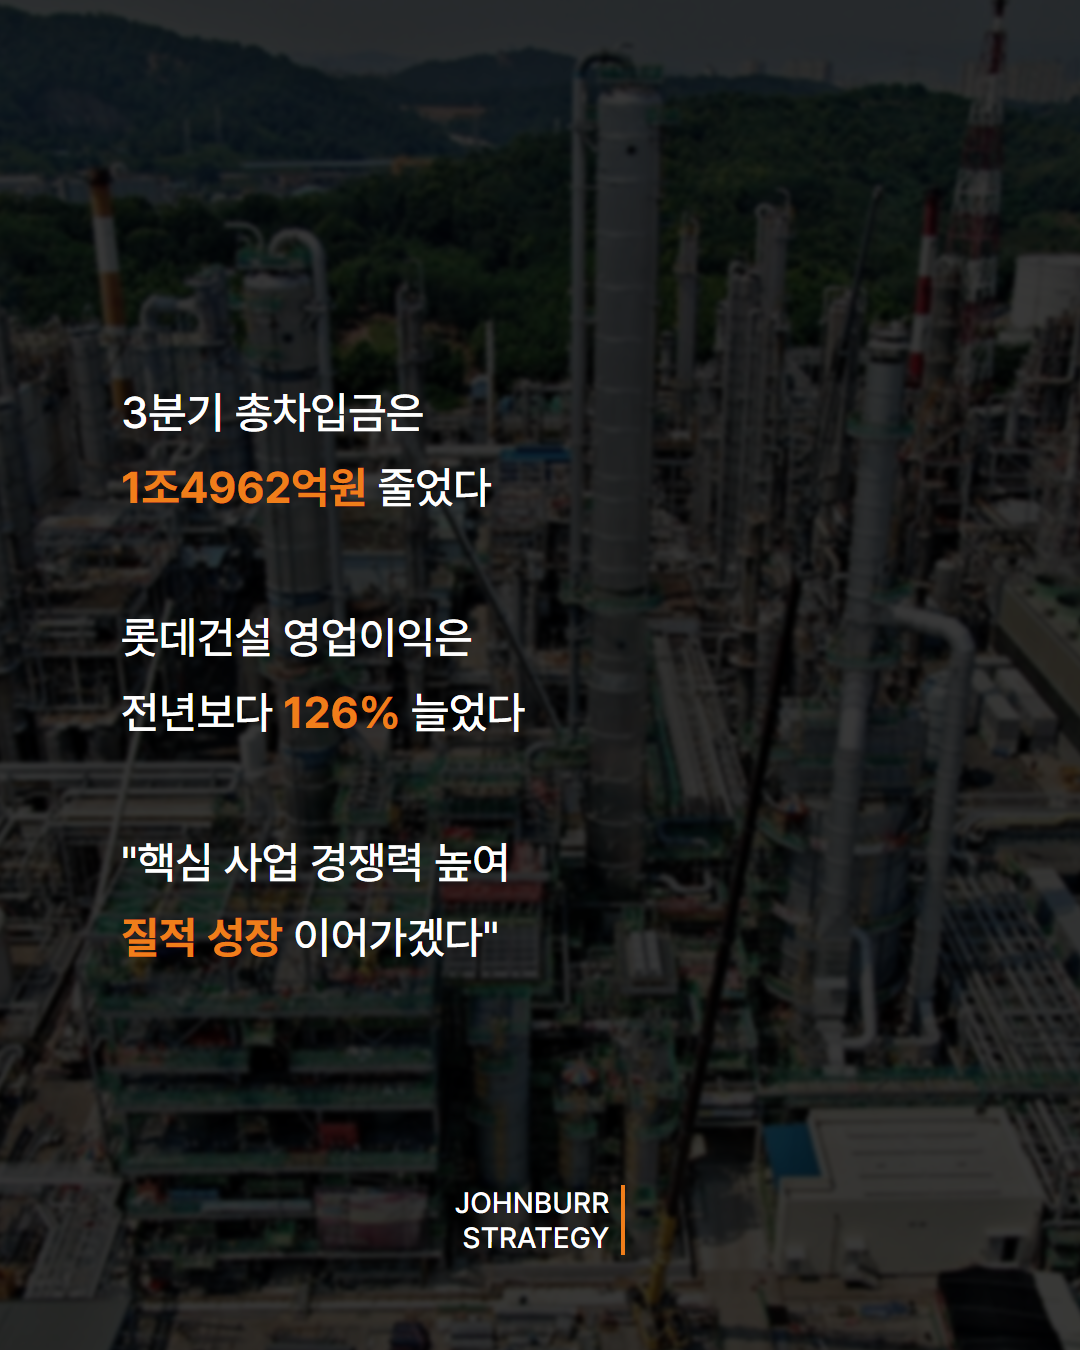 3분기 총차입금은
1조4962억원 줄었다
롯데건설 영업이익은
전년보다 126% 늘었다
"핵심 사업 경쟁력 높여
질적 성장 이어가겠다"
JOHNBURR
STRATEGY